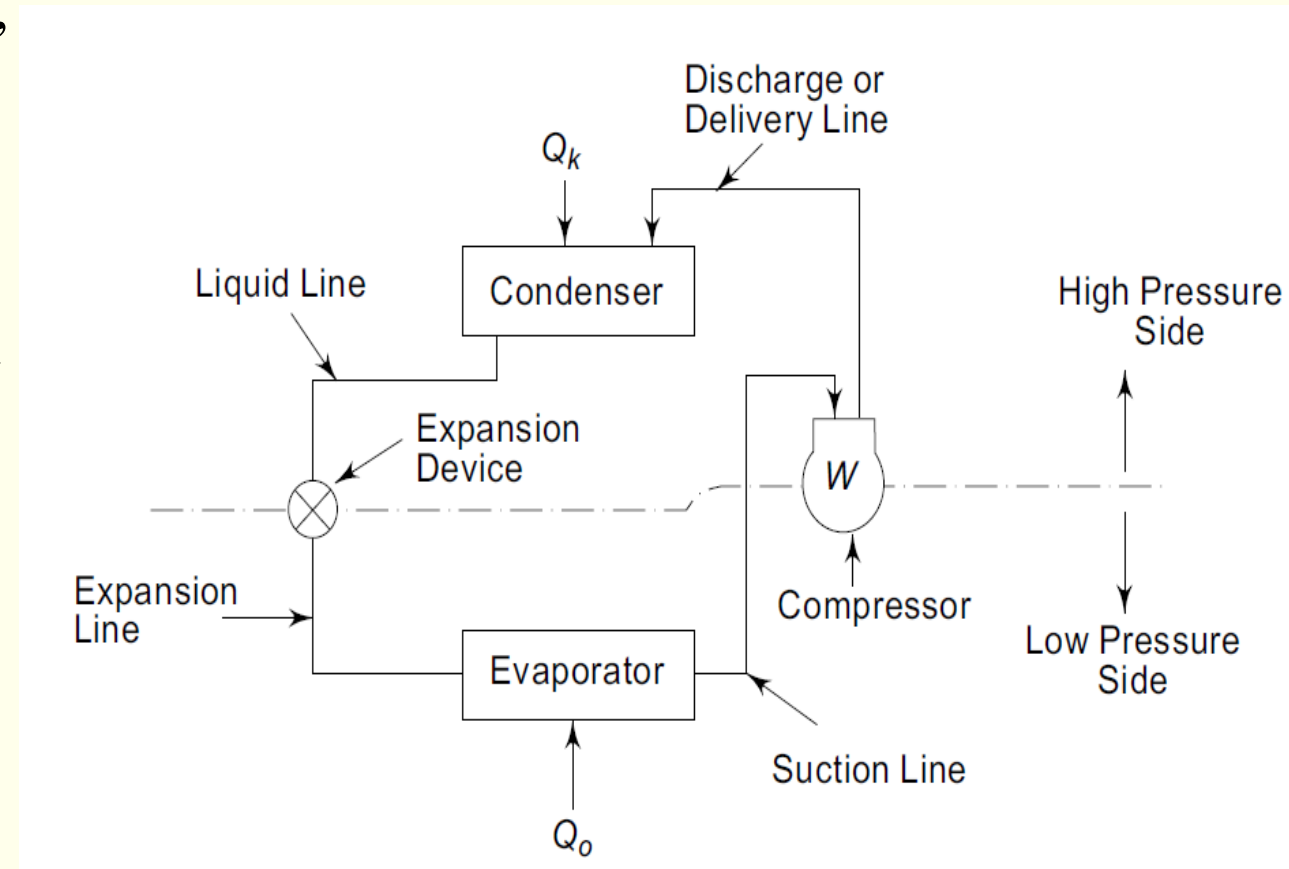 Discharge or
Delivery Line
Qk
Liquid Line
Condenser
High Pressure
Side
Expansion
Device
W
Expansion
Line
Compressor
Evaporator
Low Pressure
Side
Suction Line
Qo